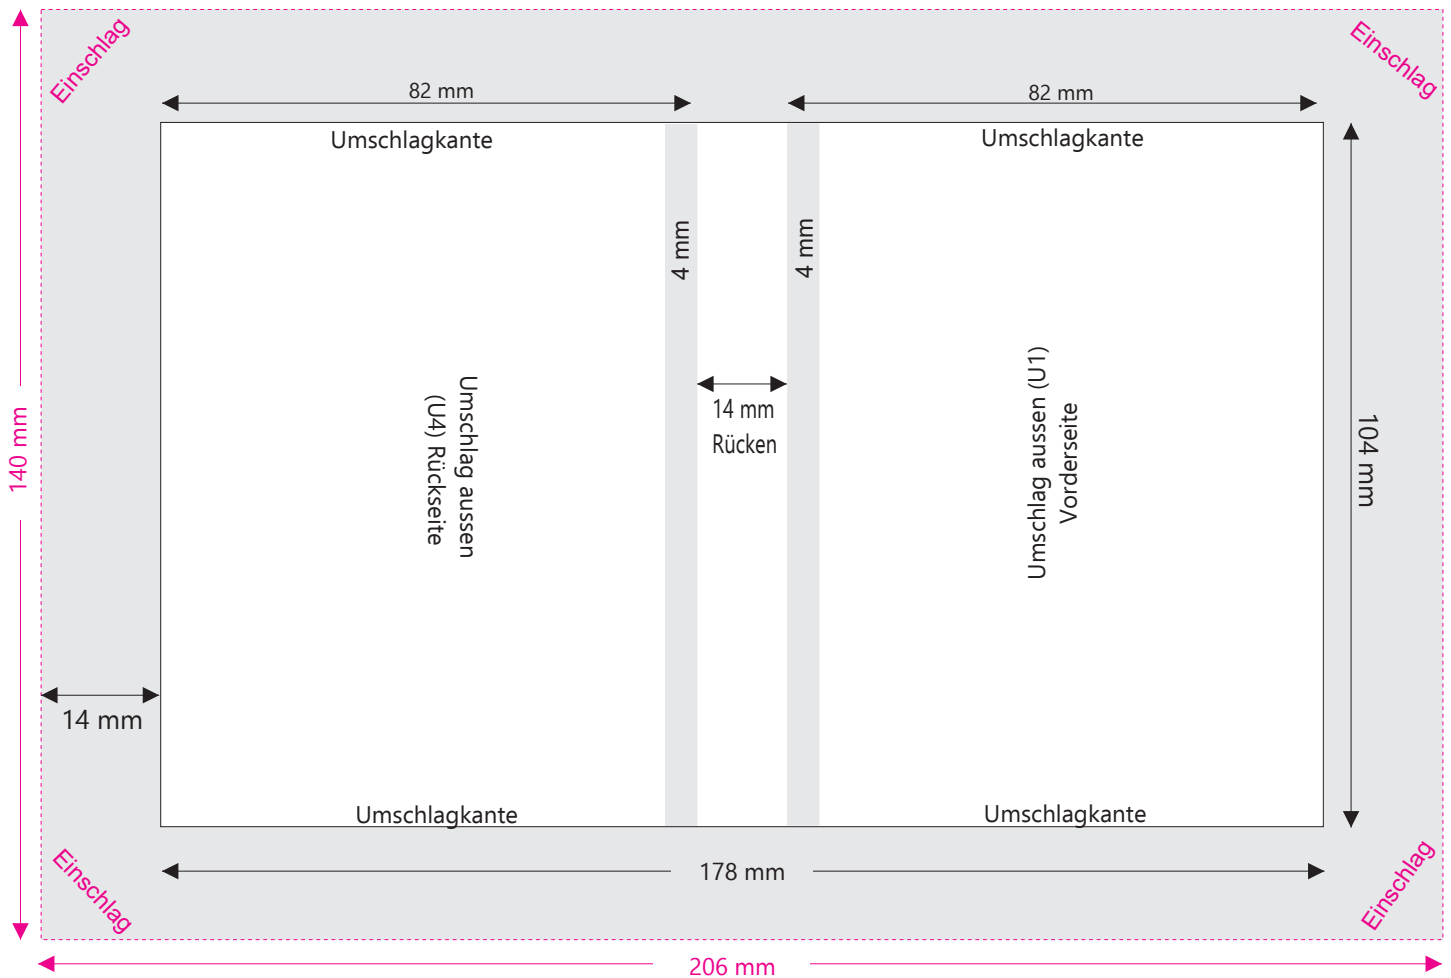 Einschlag
Einschlag
82 mm
82 mm
Umschlagkante
Umschlagkante
4 mm
4 mm
14 mm
Rücken
Umschlag aussen
(U4) Rückseite
Umschlag aussen (U1)
Vorderseite
104 mm
140 mm
14 mm
Umschlagkante
Umschlagkante
178 mm
Einschlag
Einschlag
206 mm